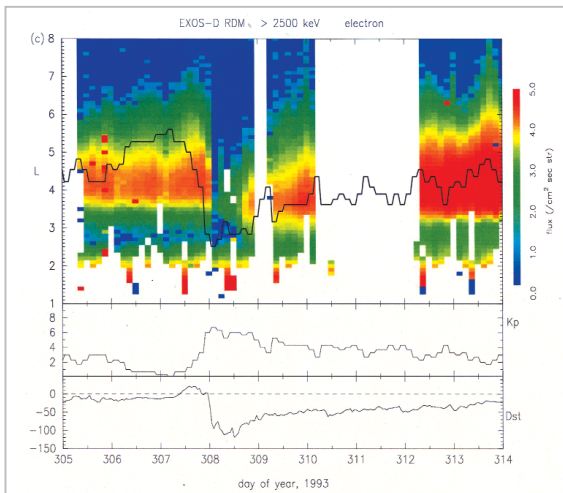 EXOS-D RDM > 2500 keV electron
(c)
8
7
6
5
L
4
3
2
1
5.0
4.0
3.0
2.0
1.0
0.0
flux (/cm² sec str)
8
6
4
2
Kp
0
-50
-100
-150
Dst
305 306 307 308 309 310 311 312 313 314
day of year, 1993